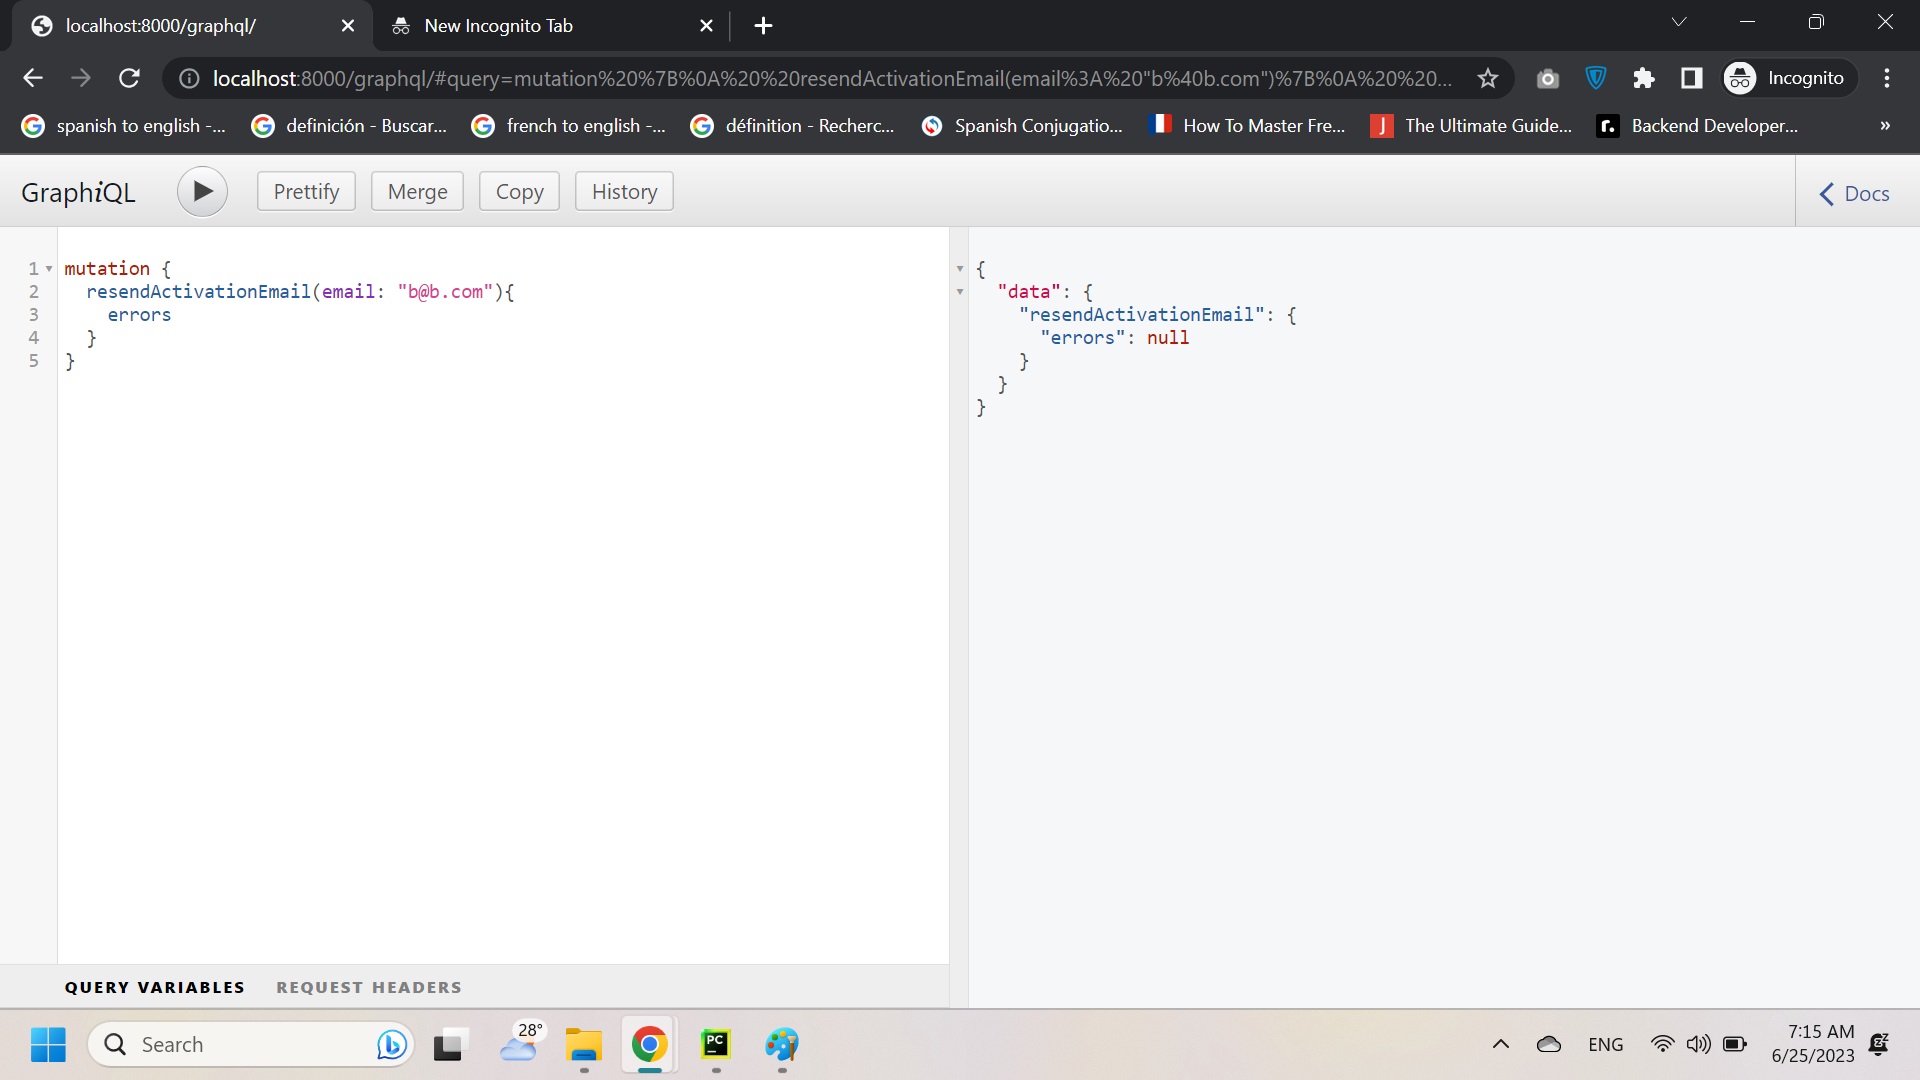 localhost:8000/graphql/
New Incognito Tab
localhost:8000/graphql/#query=mutation%20%7B%0A%20%20resendActivationEmail(email%3A%20"b%40b.com")%7B%0A%20%20...
Incognito
spanish to english -...
definición - Buscar...
french to english -...
définition - Recherc...
Spanish Conjugatio...
How To Master Fre...
J
The Ultimate Guide...
r.
Backend Developer...
»
GraphiQL
Prettify
Merge
Copy
History
Docs
1 mutation {
2 resendActivationEmail(email: "b@b.com"){
3 errors
4 }
5 }
{
"data": {
"resendActivationEmail": {
"errors": null
}
}
}
QUERY VARIABLES
REQUEST HEADERS
Search
28°
PC
ENG
7:15 AM
6/25/2023